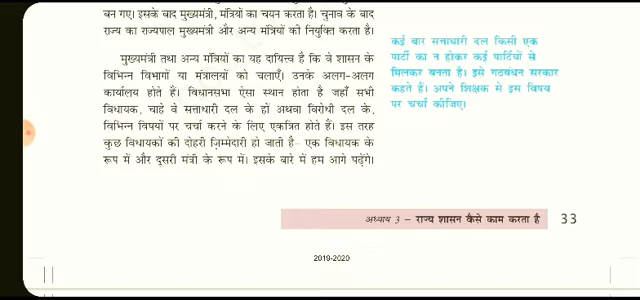 बन गए। इसके बाद मुख्यमंत्री, मंत्रियों का चयन करता है। चुनाव के बाद
राज्य का राज्यपाल मुख्यमंत्री और अन्य मंत्रियों की नियुक्ति करता है।
मुख्यमंत्री तथा अन्य मंत्रियों का यह दायित्व है कि वे शासन के
विभिन्न विभागों या मंत्रालयों को चलाएँ। उनके अलग-अलग
कार्यालय होते हैं। विधानसभा ऐसा स्थान होता है जहाँ सभी
विधायक, चाहे वे सत्ताधारी दल के हों अथवा विरोधी दल के,
विभिन्न विषयों पर चर्चा करने के लिए एकत्रित होते हैं। इस तरह
कुछ विधायकों की दोहरी ज़िम्मेदारी हो जाती है– एक विधायक के
रूप में और दूसरी मंत्री के रूप में। इसके बारे में हम आगे पढ़ेंगे।
कई बार सत्ताधारी दल किसी एक
पार्टी का न होकर कई पार्टियों से
मिलकर बनता है। इसे गठबंधन सरकार
कहते हैं। अपने शिक्षक से इस विषय
पर चर्चा कीजिए।
अध्याय 3 – राज्य शासन कैसे काम करता है 33
2019-2020